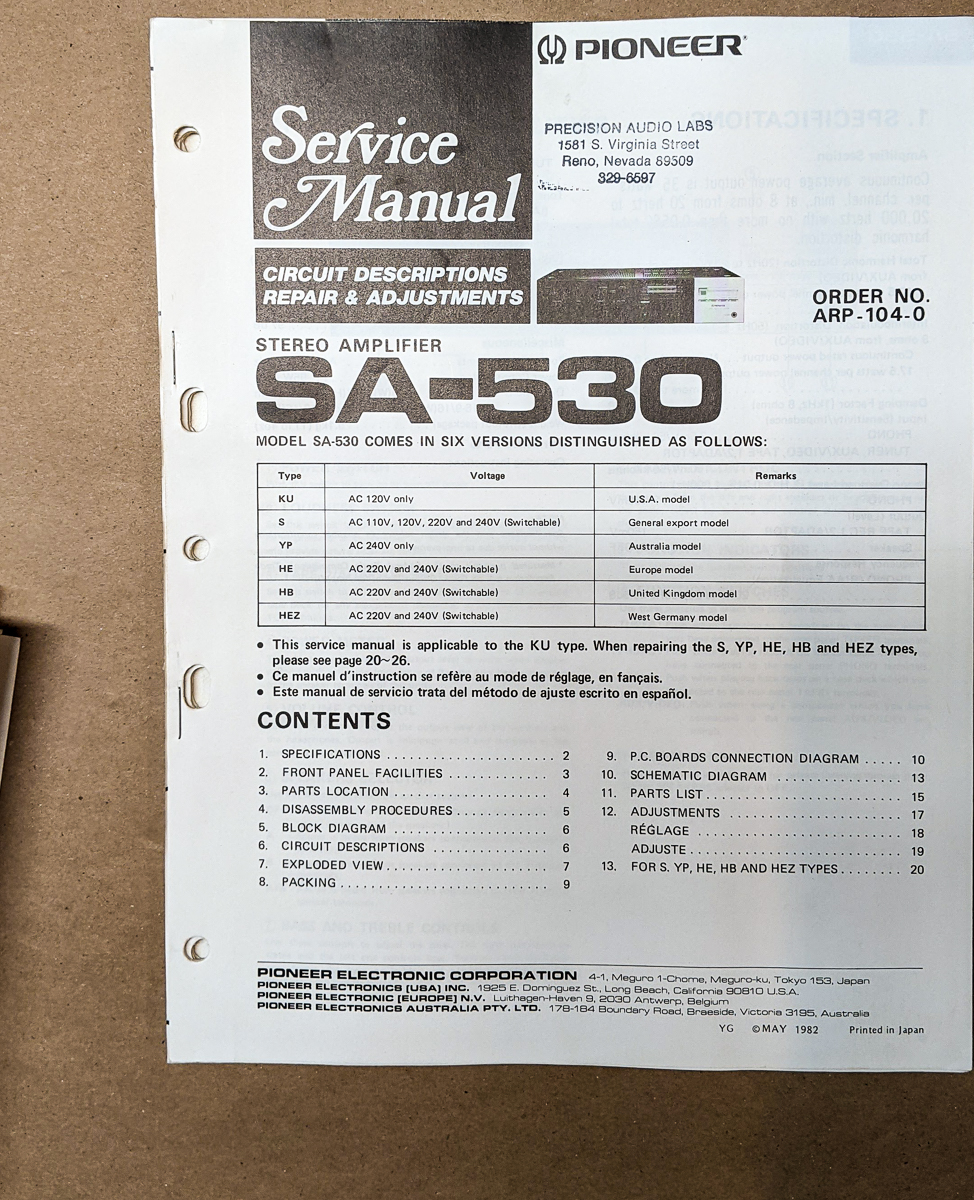 PIONEER®
Service
Manual
PRECISION AUDIO LABS
1581 S. Virginia Street
Reno, Nevada 89509
329-6597
CIRCUIT DESCRIPTIONS
REPAIR & ADJUSTMENTS
ORDER NO.
ARP-104-0
STEREO AMPLIFIER
SA-530
MODEL SA-530 COMES IN SIX VERSIONS DISTINGUISHED AS FOLLOWS:
Type Voltage Remarks
KU AC 120V only U.S.A. model
S AC 110V, 120V, 220V and 240V (Switchable) General export model
YP AC 240V only Australia model
HE AC 220V and 240V (Switchable) Europe model
HB AC 220V and 240V (Switchable) United Kingdom model
HEZ AC 220V and 240V (Switchable) West Germany model
● This service manual is applicable to the KU type. When repairing the S, YP, HE, HB and HEZ types,
please see page 20~26.
● Ce manuel d'instruction se refère au mode de réglage, en français.
● Este manual de servicio trata del método de ajuste escrito en español.
CONTENTS
1. SPECIFICATIONS ........................ 2
2. FRONT PANEL FACILITIES ............. 3
3. PARTS LOCATION .................... 4
4. DISASSEMBLY PROCEDURES ............ 5
5. BLOCK DIAGRAM .................... 6
6. CIRCUIT DESCRIPTIONS ............... 6
7. EXPLODED VIEW ..................... 7
8. PACKING ........................... 9
9. P.C. BOARDS CONNECTION DIAGRAM ..... 10
10. SCHEMATIC DIAGRAM ................ 13
11. PARTS LIST ......................... 15
12. ADJUSTMENTS ...................... 17
RÉGLAGE .......................... 18
ADJUSTE ........................... 19
13. FOR S. YP, HE, HB AND HEZ TYPES ........ 20
PIONEER ELECTRONIC CORPORATION 4-1, Meguro 1-Chome, Meguro-ku, Tokyo 153, Japan
PIONEER ELECTRONICS [USA] INC. 1925 E. Dominguez St., Long Beach, California 90810 U.S.A.
PIONEER ELECTRONIC [EUROPE] N.V. Luithagen-Haven 9, 2030 Antwerp, Belgium
PIONEER ELECTRONICS AUSTRALIA PTY. LTD. 178-184 Boundary Road, Braeside, Victoria 3195, Australia
YG ©MAY 1982 Printed in Japan